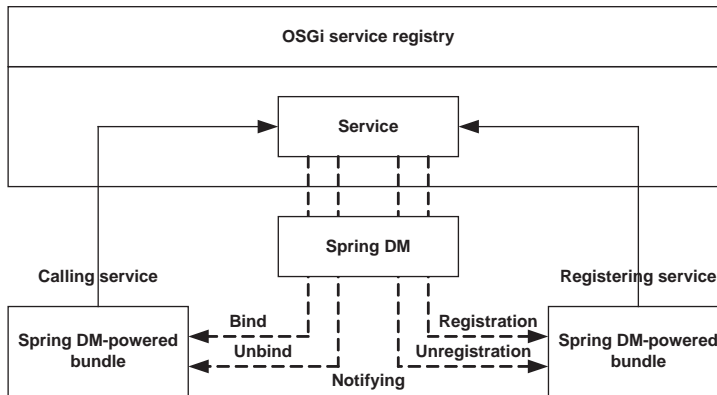 OSGi service registry
Service
Spring DM
Calling service
Registering service
Bind
Registration
Spring DM-powered
bundle
Spring DM-powered
bundle
Unbind
Unregistration
Notifying